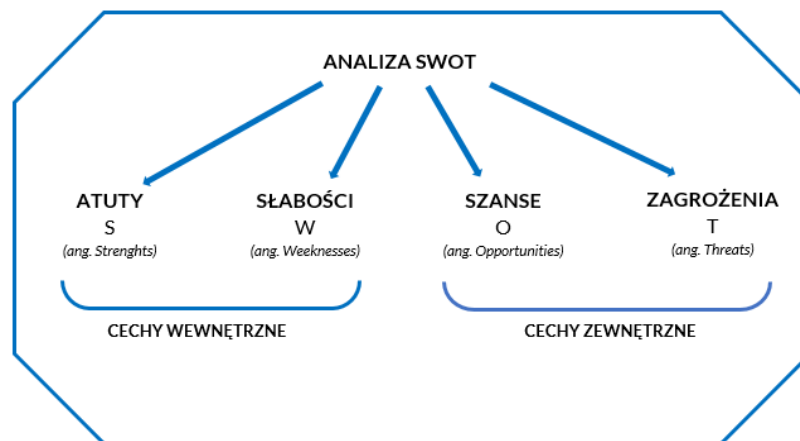 ANALIZA SWOT
ATUTY
S
(ang. Strenghts)
SŁABOŚCI
W
(ang. Weeknesses)
SZANSE
O
(ang. Opportunities)
ZAGROŻENIA
T
(ang. Threats)
CECHY WEWNĘTRZNE
CECHY ZEWNĘTRZNE